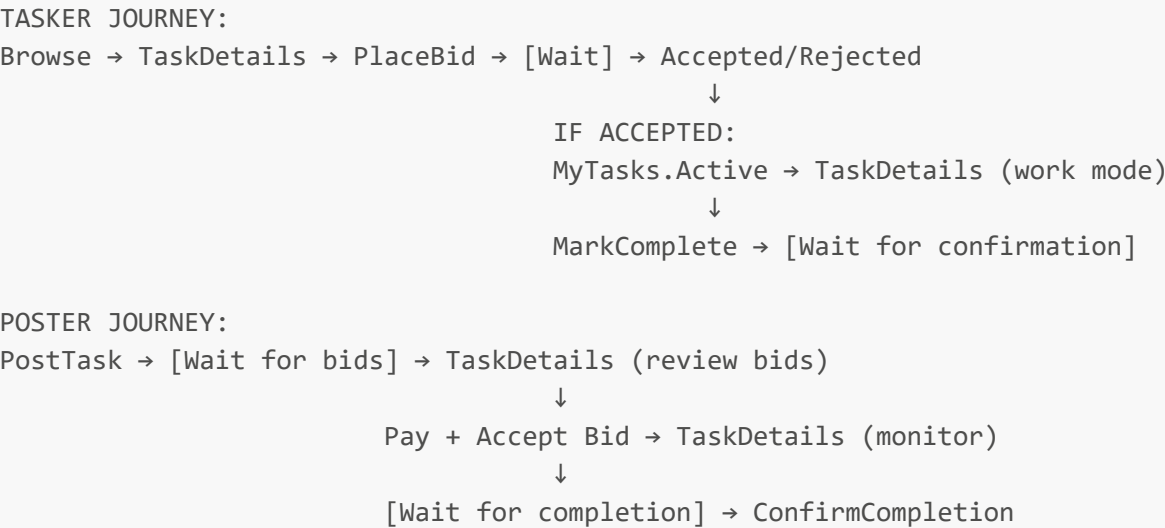 TASKER JOURNEY:
Browse → TaskDetails → PlaceBid → [Wait] → Accepted/Rejected
↓
IF ACCEPTED:
MyTasks.Active → TaskDetails (work mode)
↓
MarkComplete → [Wait for confirmation]
POSTER JOURNEY:
PostTask → [Wait for bids] → TaskDetails (review bids)
↓
Pay + Accept Bid → TaskDetails (monitor)
↓
[Wait for completion] → ConfirmCompletion